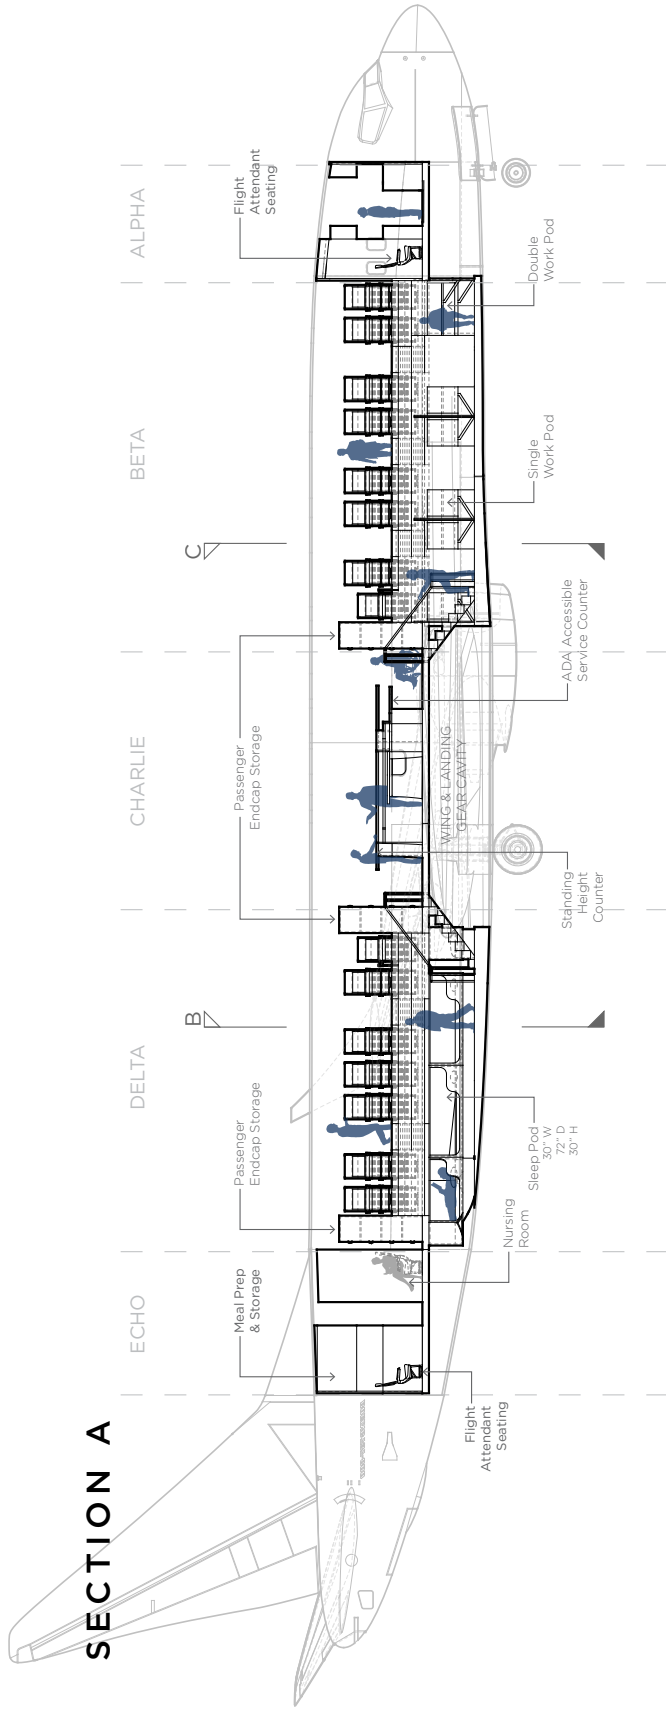 SECTION A
ECHO
DELTA
CHARLIE
BETA
ALPHA
B
C
Meal Prep
& Storage
Passenger
Endcap Storage
Passenger
Endcap Storage
Flight
Attendant
Seating
WING & LANDING
GEAR CAVITY
Flight
Attendant
Seating
Nursing
Room
Sleep Pod
30" W
72" D
30" H
Standing
Height
Counter
ADA Accessible
Service Counter
Single
Work Pod
Double
Work Pod